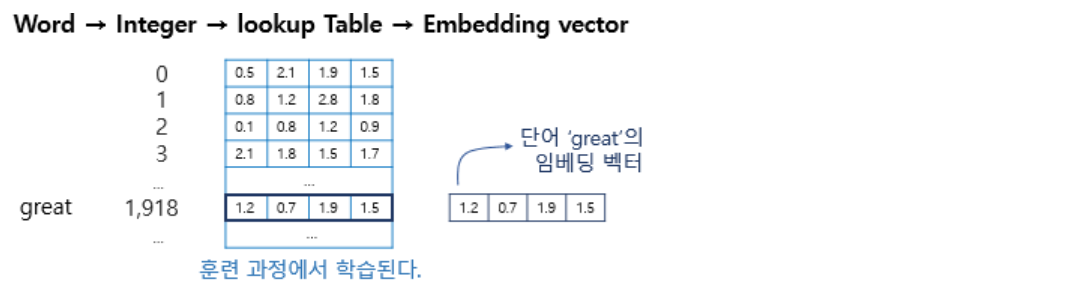 Word → Integer → lookup Table → Embedding vector
0 0.5 2.1 1.9 1.5
1 0.8 1.2 2.8 1.8
2 0.1 0.8 1.2 0.9
3 2.1 1.8 1.5 1.7
... ...
great 1,918 1.2 0.7 1.9 1.5
... ...
훈련 과정에서 학습된다.
단어 ‘great’의
임베딩 벡터
1.2 0.7 1.9 1.5